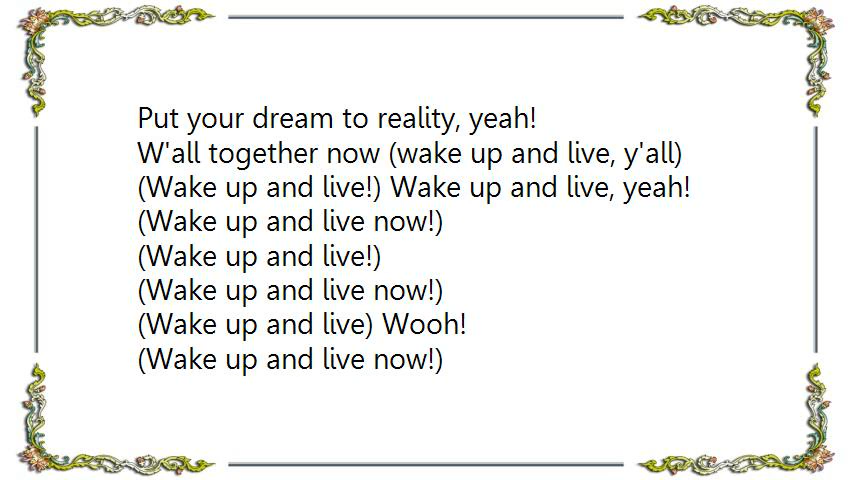 Put your dream to reality, yeah!
W'all together now (wake up and live, y'all)
(Wake up and live!) Wake up and live, yeah!
(Wake up and live now!)
(Wake up and live!)
(Wake up and live now!)
(Wake up and live) Wooh!
(Wake up and live now!)